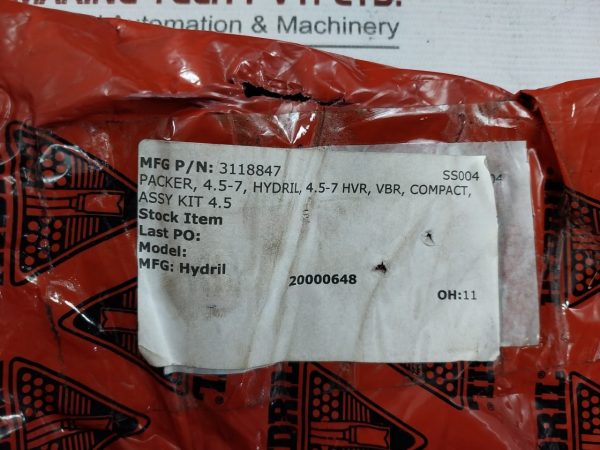 Automation & Machinery
MFG P/N: 3118847
SS004
PACKER, 4.5-7, HYDRIL, 4.5-7 HVR, VBR, COMPACT,
ASSY KIT 4.5
Stock Item
Last PO:
Model:
MFG: Hydril
20000648
OH:11
04